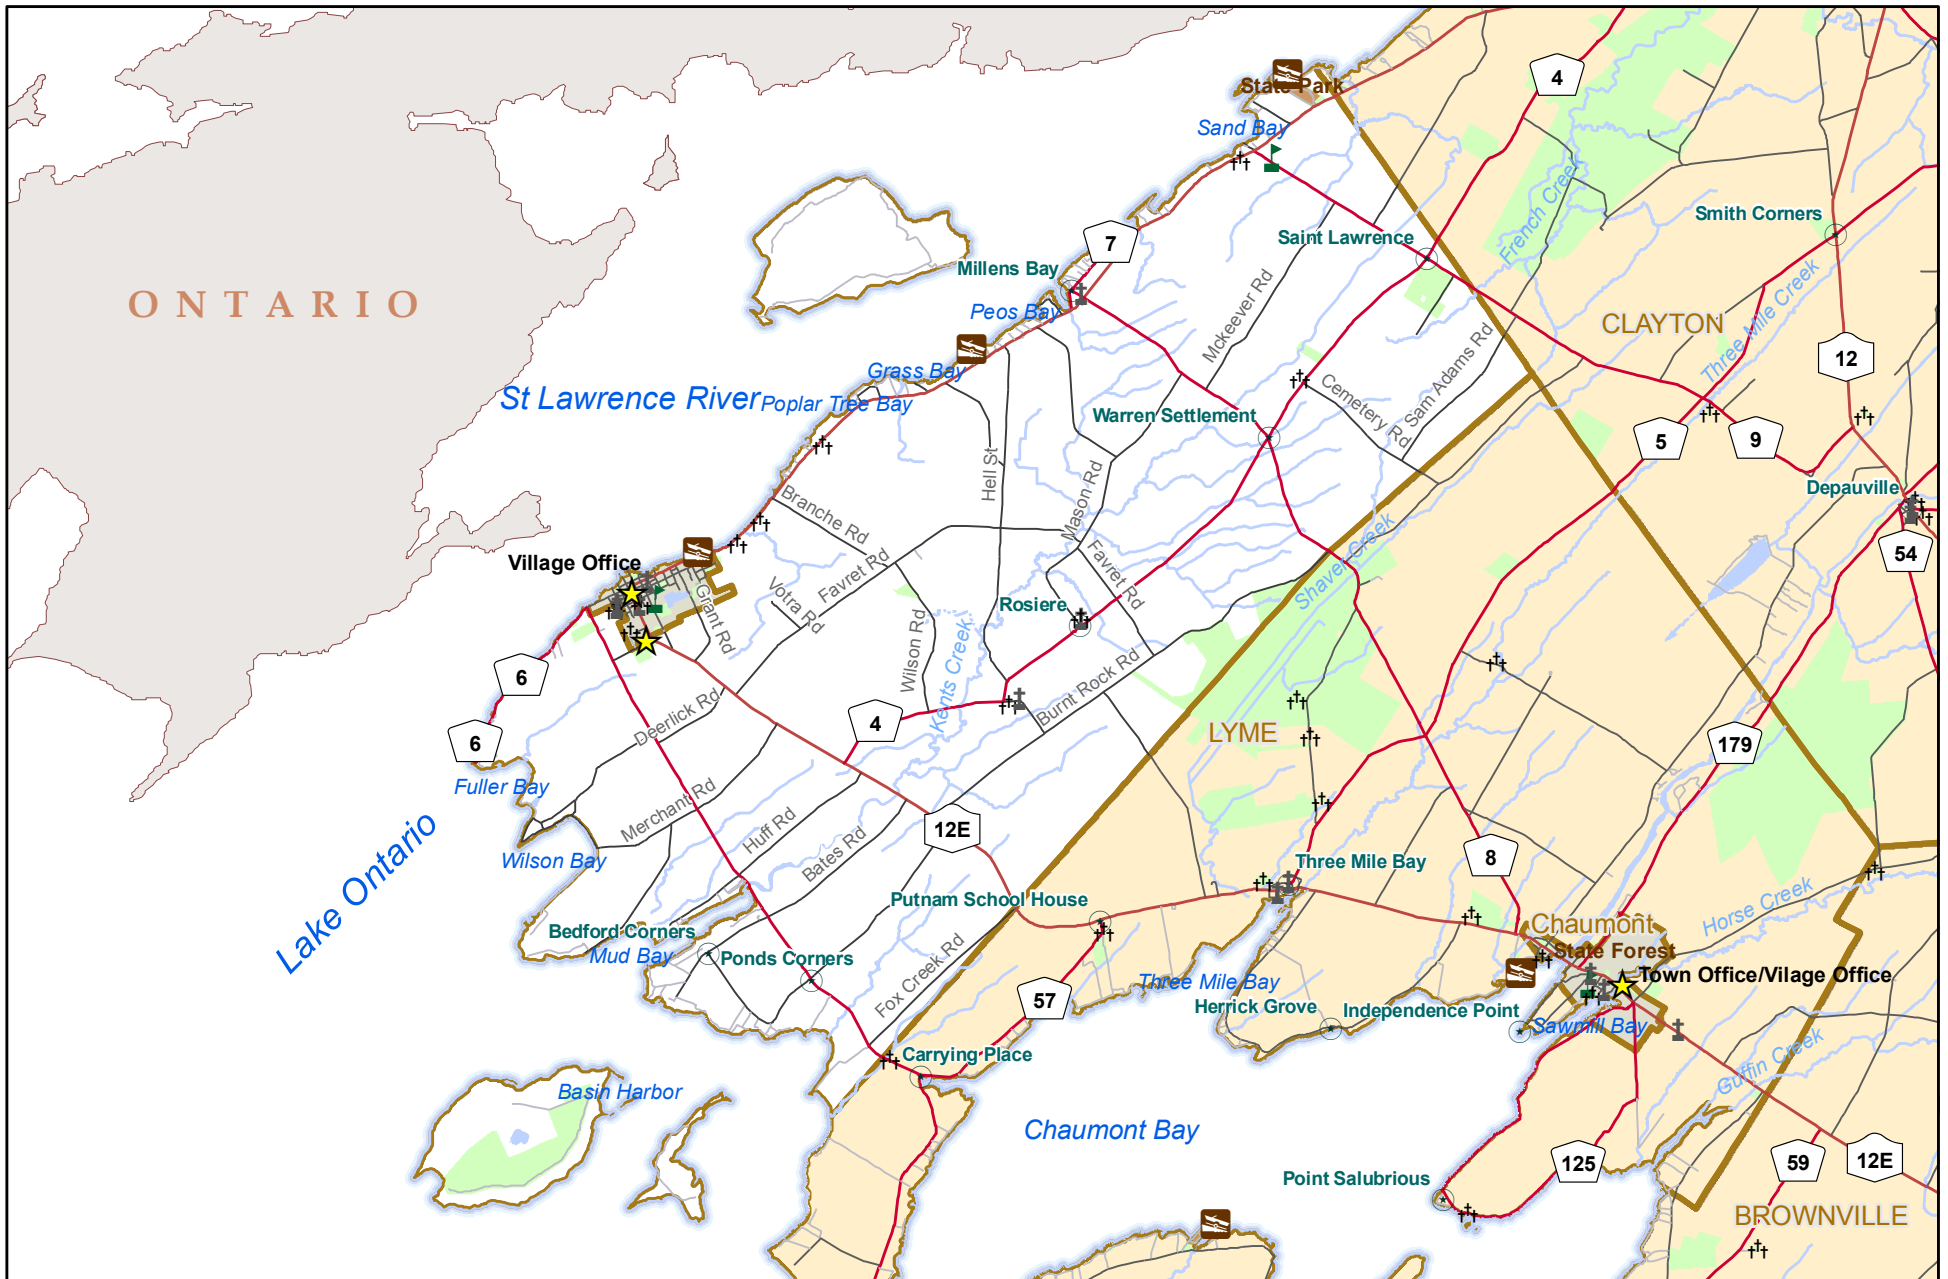 State Park
4
Sand Bay
French Creek
Smith Corners
7
Saint Lawrence
Millens Bay
ONTARIO
Peos Bay
Mckeever Rd
CLAYTON
Three Mile Creek
12
Grass Bay
St Lawrence River
Poplar Tree Bay
Cemetery Rd
Sam Adams Rd
Warren Settlement
5
9
Hell St
Mason Rd
Depauville
Branche Rd
54
Village Office
Favret Rd
Favret Rd
Shaver Creek
Votra Rd
Grant Rd
Rosiere
Wilson Rd
Kents Creek
6
Burnt Rock Rd
Deerlick Rd
4
LYME
6
179
Fuller Bay
Merchant Rd
Huff Rd
12E
Bates Rd
Wilson Bay
8
Three Mile Bay
Lake Ontario
Putnam School House
Horse Creek
Chaumont
Bedford Corners
Mud Bay
Ponds Corners
State Forest
Fox Creek Rd
Town Office/Vilage Office
Three Mile Bay
57
Herrick Grove
Independence Point
Sawmill Bay
Carrying Place
Guffin Creek
Basin Harbor
Chaumont Bay
125
59
12E
Point Salubrious
BROWNVILLE